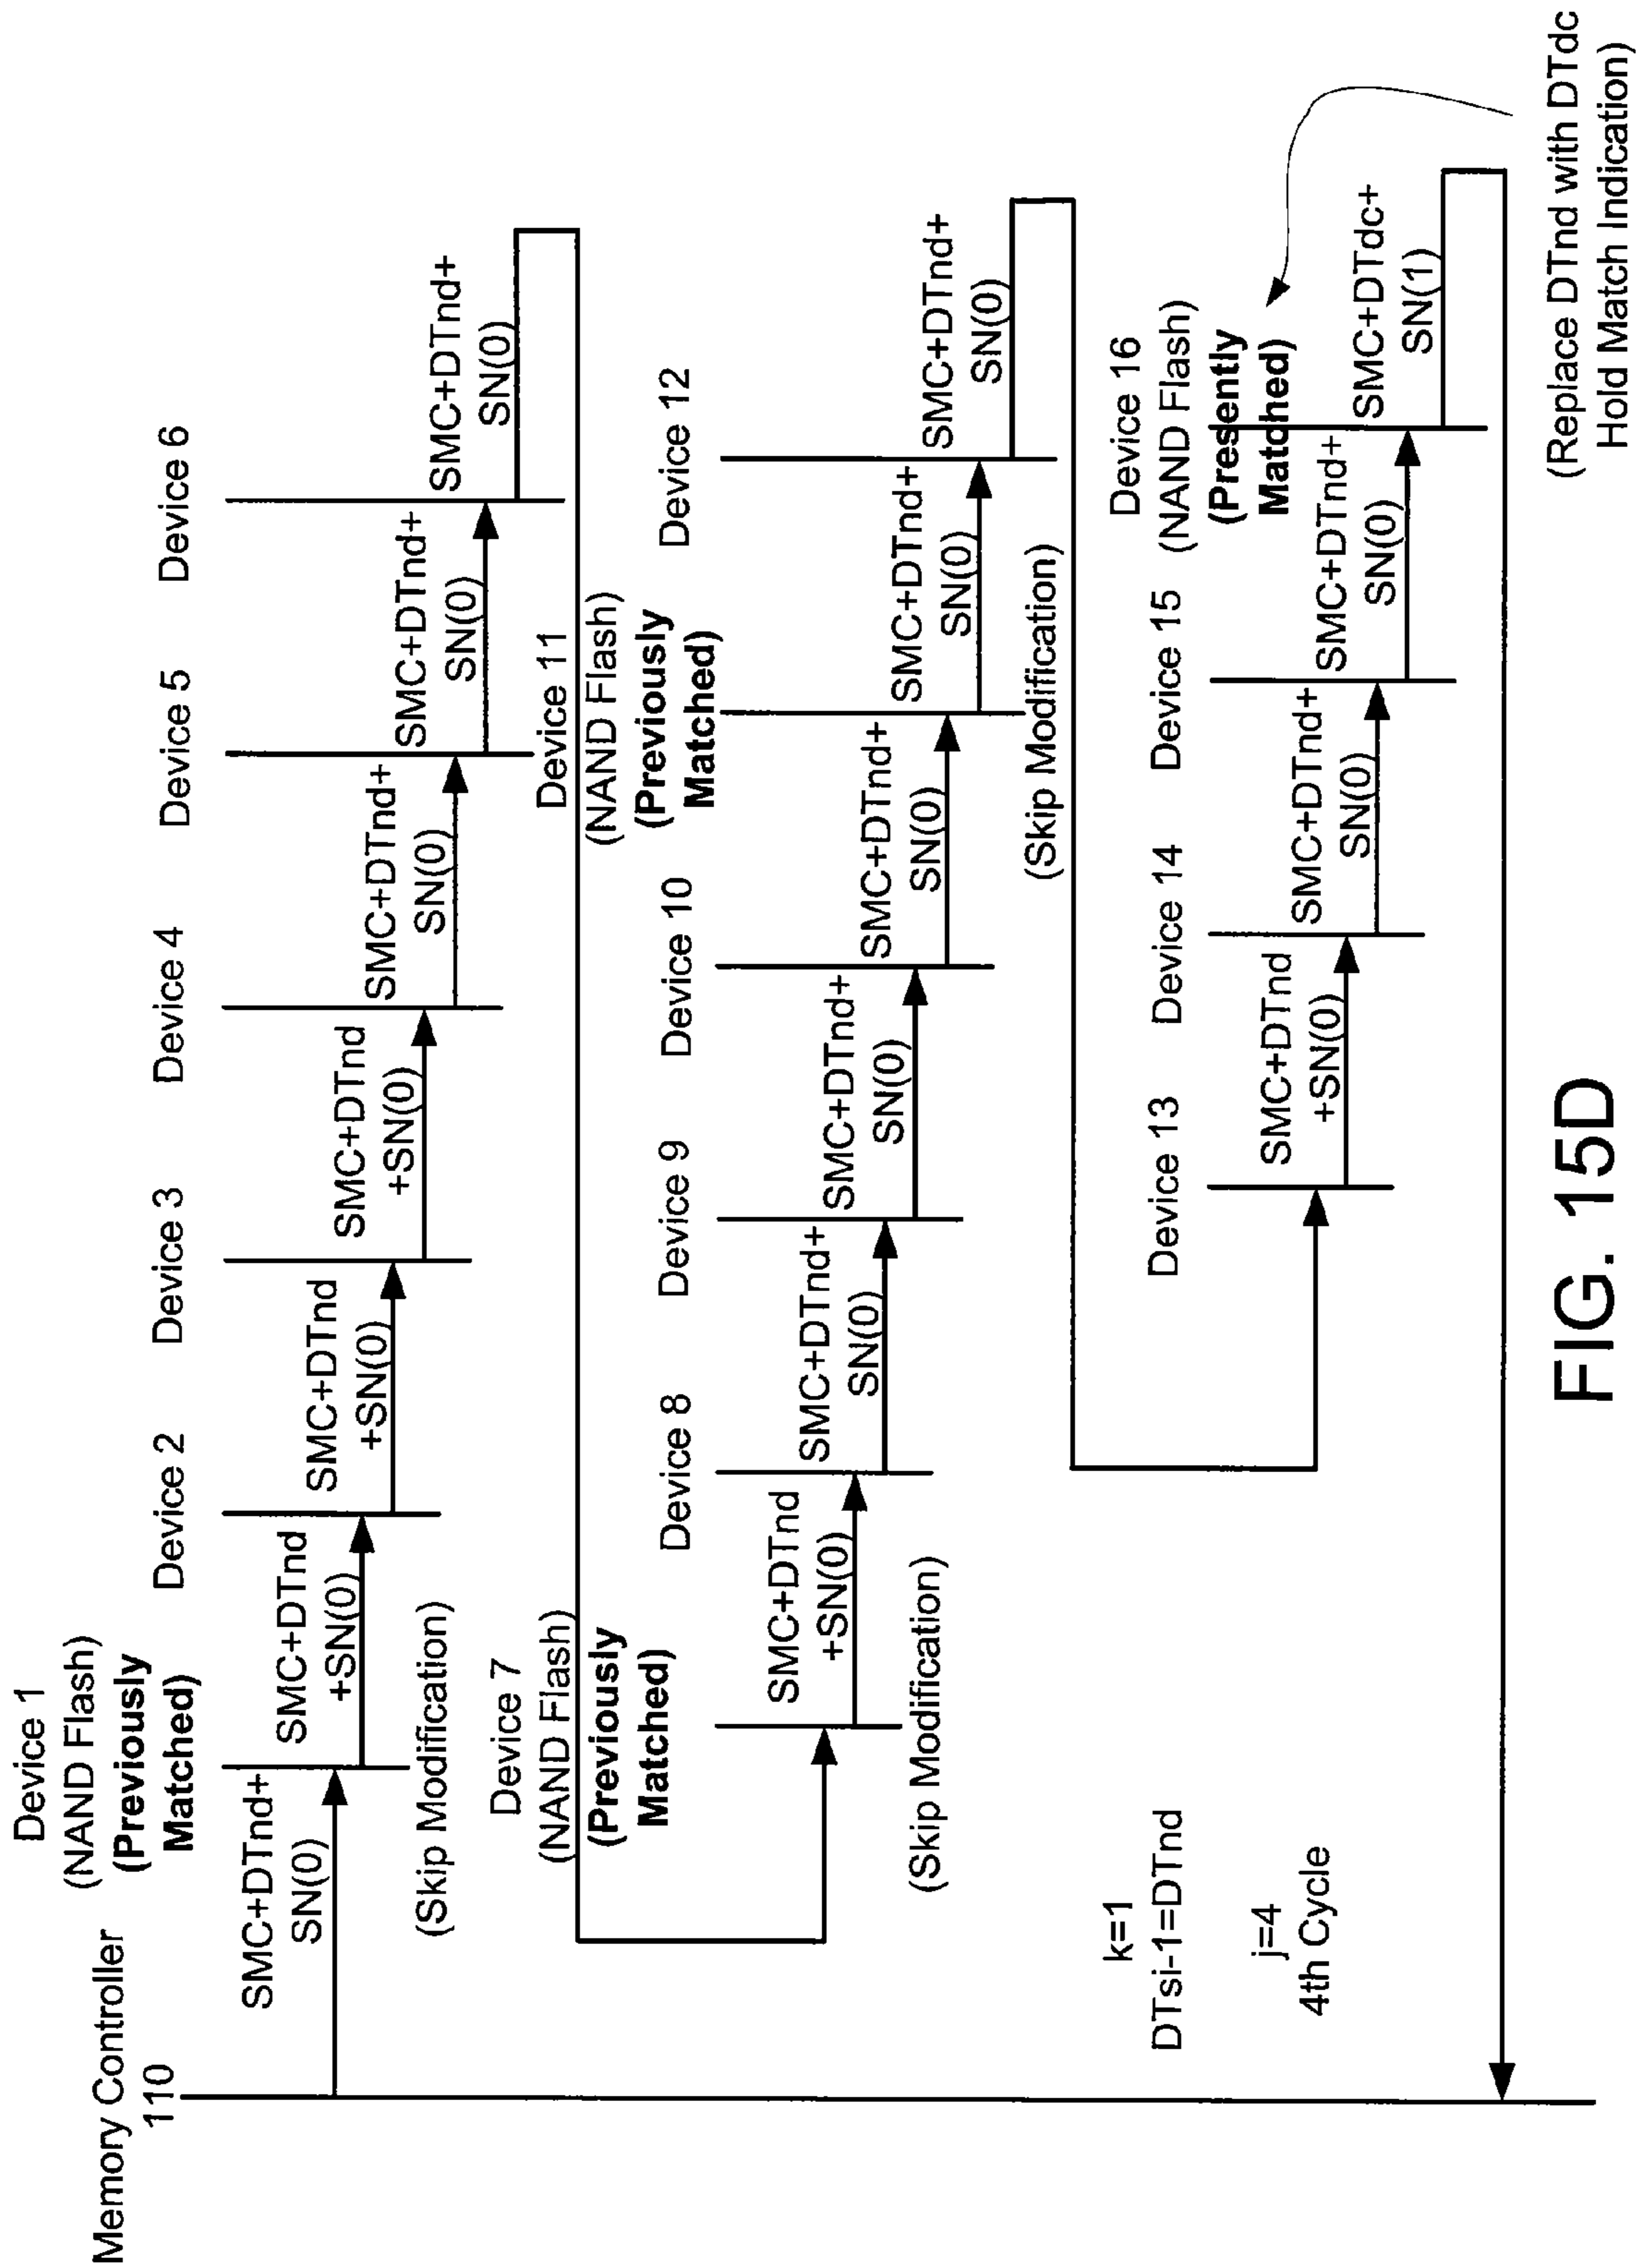 Memory Controller
110
Device 1
(NAND Flash)
(Previously
Matched)
Device 2
Device 3
Device 4
Device 5
Device 6
SMC+DTnd+
SN(0)
SMC+DTnd
+SN(0)
SMC+DTnd
+SN(0)
SMC+DTnd
+SN(0)
SMC+DTnd+
SN(0)
SMC+DTnd+
SN(0)
SMC+DTnd+
SN(0)
(Skip Modification)
Device 7
(NAND Flash)
(Previously
Matched)
Device 8
Device 9
Device 10
Device 11
(NAND Flash)
(Previously
Matched)
Device 12
SMC+DTnd
+SN(0)
SMC+DTnd+
SN(0)
SMC+DTnd+
SN(0)
SMC+DTnd+
SN(0)
SMC+DTnd+
SN(0)
SMC+DTnd+
SN(0)
(Skip Modification)
(Skip Modification)
k=1
DTsi-1=DTnd
j=4
4th Cycle
Device 13
Device 14
Device 15
Device 16
(NAND Flash)
(Presently
Matched)
SMC+DTnd
+SN(0)
SMC+DTnd+
SN(0)
SMC+DTnd+
SN(0)
SMC+DTdc+
SN(1)
(Replace DTnd with DTdc
Hold Match Indication)
FIG. 15D